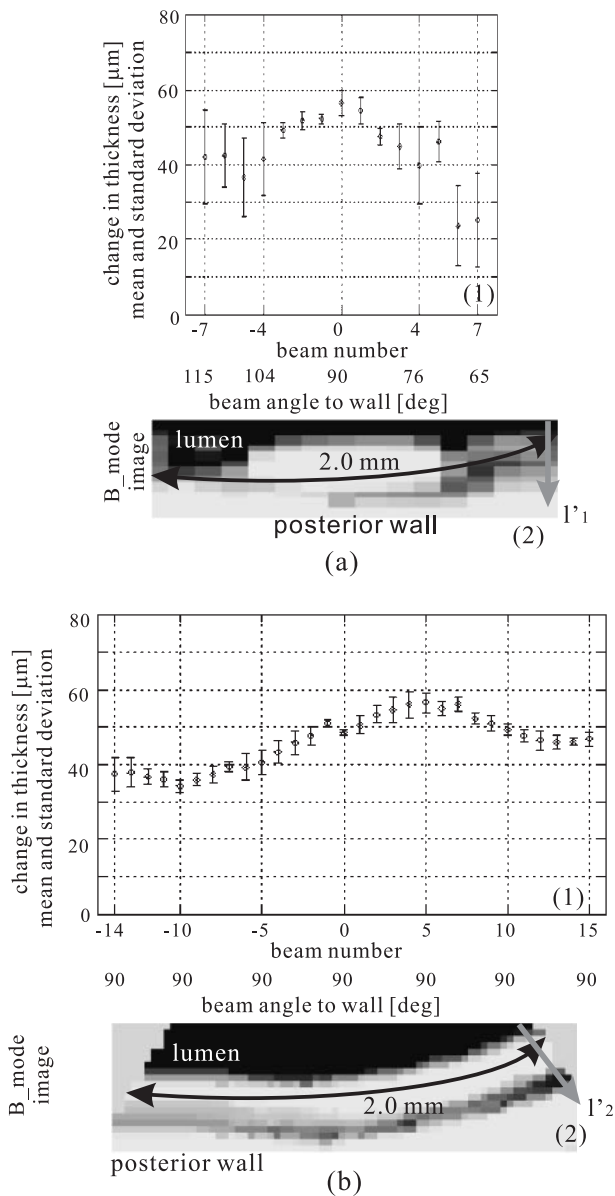 80
60
40
20
0
change in thickness [μm]
mean and standard deviation
(1)
-7 -4 0 4 7
beam number
115 104 90 76 65
beam angle to wall [deg]
B_mode
image
lumen
2.0 mm
l'1
posterior wall
(2)
(a)
80
60
40
20
0
change in thickness [μm]
mean and standard deviation
(1)
-14 -10 -5 0 5 10 15
beam number
90 90 90 90 90 90 90
beam angle to wall [deg]
B_mode
image
lumen
2.0 mm
l'2
(2)
posterior wall
(b)